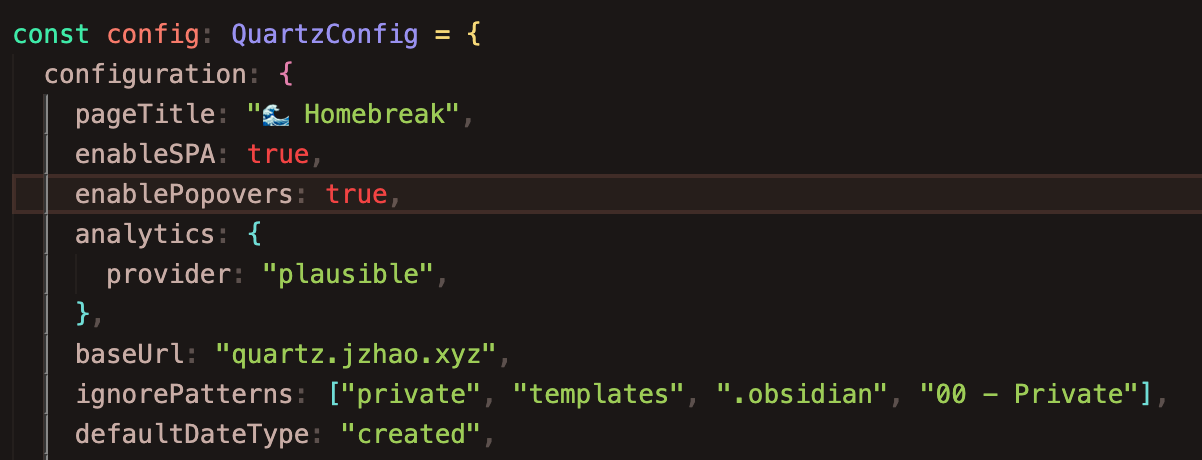 const config: QuartzConfig = {
configuration: {
pageTitle: "🌊 Homebreak",
enableSPA: true,
enablePopovers: true,
analytics: {
provider: "plausible",
},
baseUrl: "quartz.jzhao.xyz",
ignorePatterns: ["private", "templates", ".obsidian", "00 - Private"],
defaultDateType: "created",